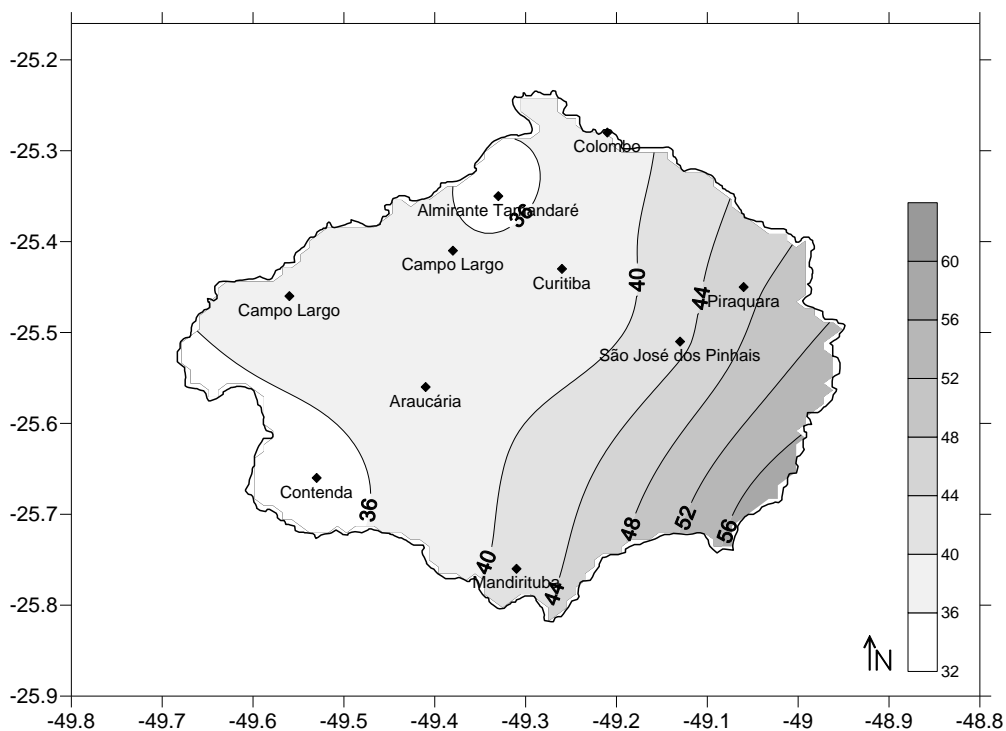 -25.2
-25.3
Colombo
Almirante Tamandaré
36
-25.4
Campo Largo
Curitiba
40
44
Piraquara
60
Campo Largo
56
-25.5
São José dos Pinhais
52
Araucária
-25.6
48
Contenda
44
-25.7
36
48
52
56
40
40
Mandirituba
44
-25.8
36
N
32
-25.9
-49.8 -49.7 -49.6 -49.5 -49.4 -49.3 -49.2 -49.1 -49 -48.9 -48.8